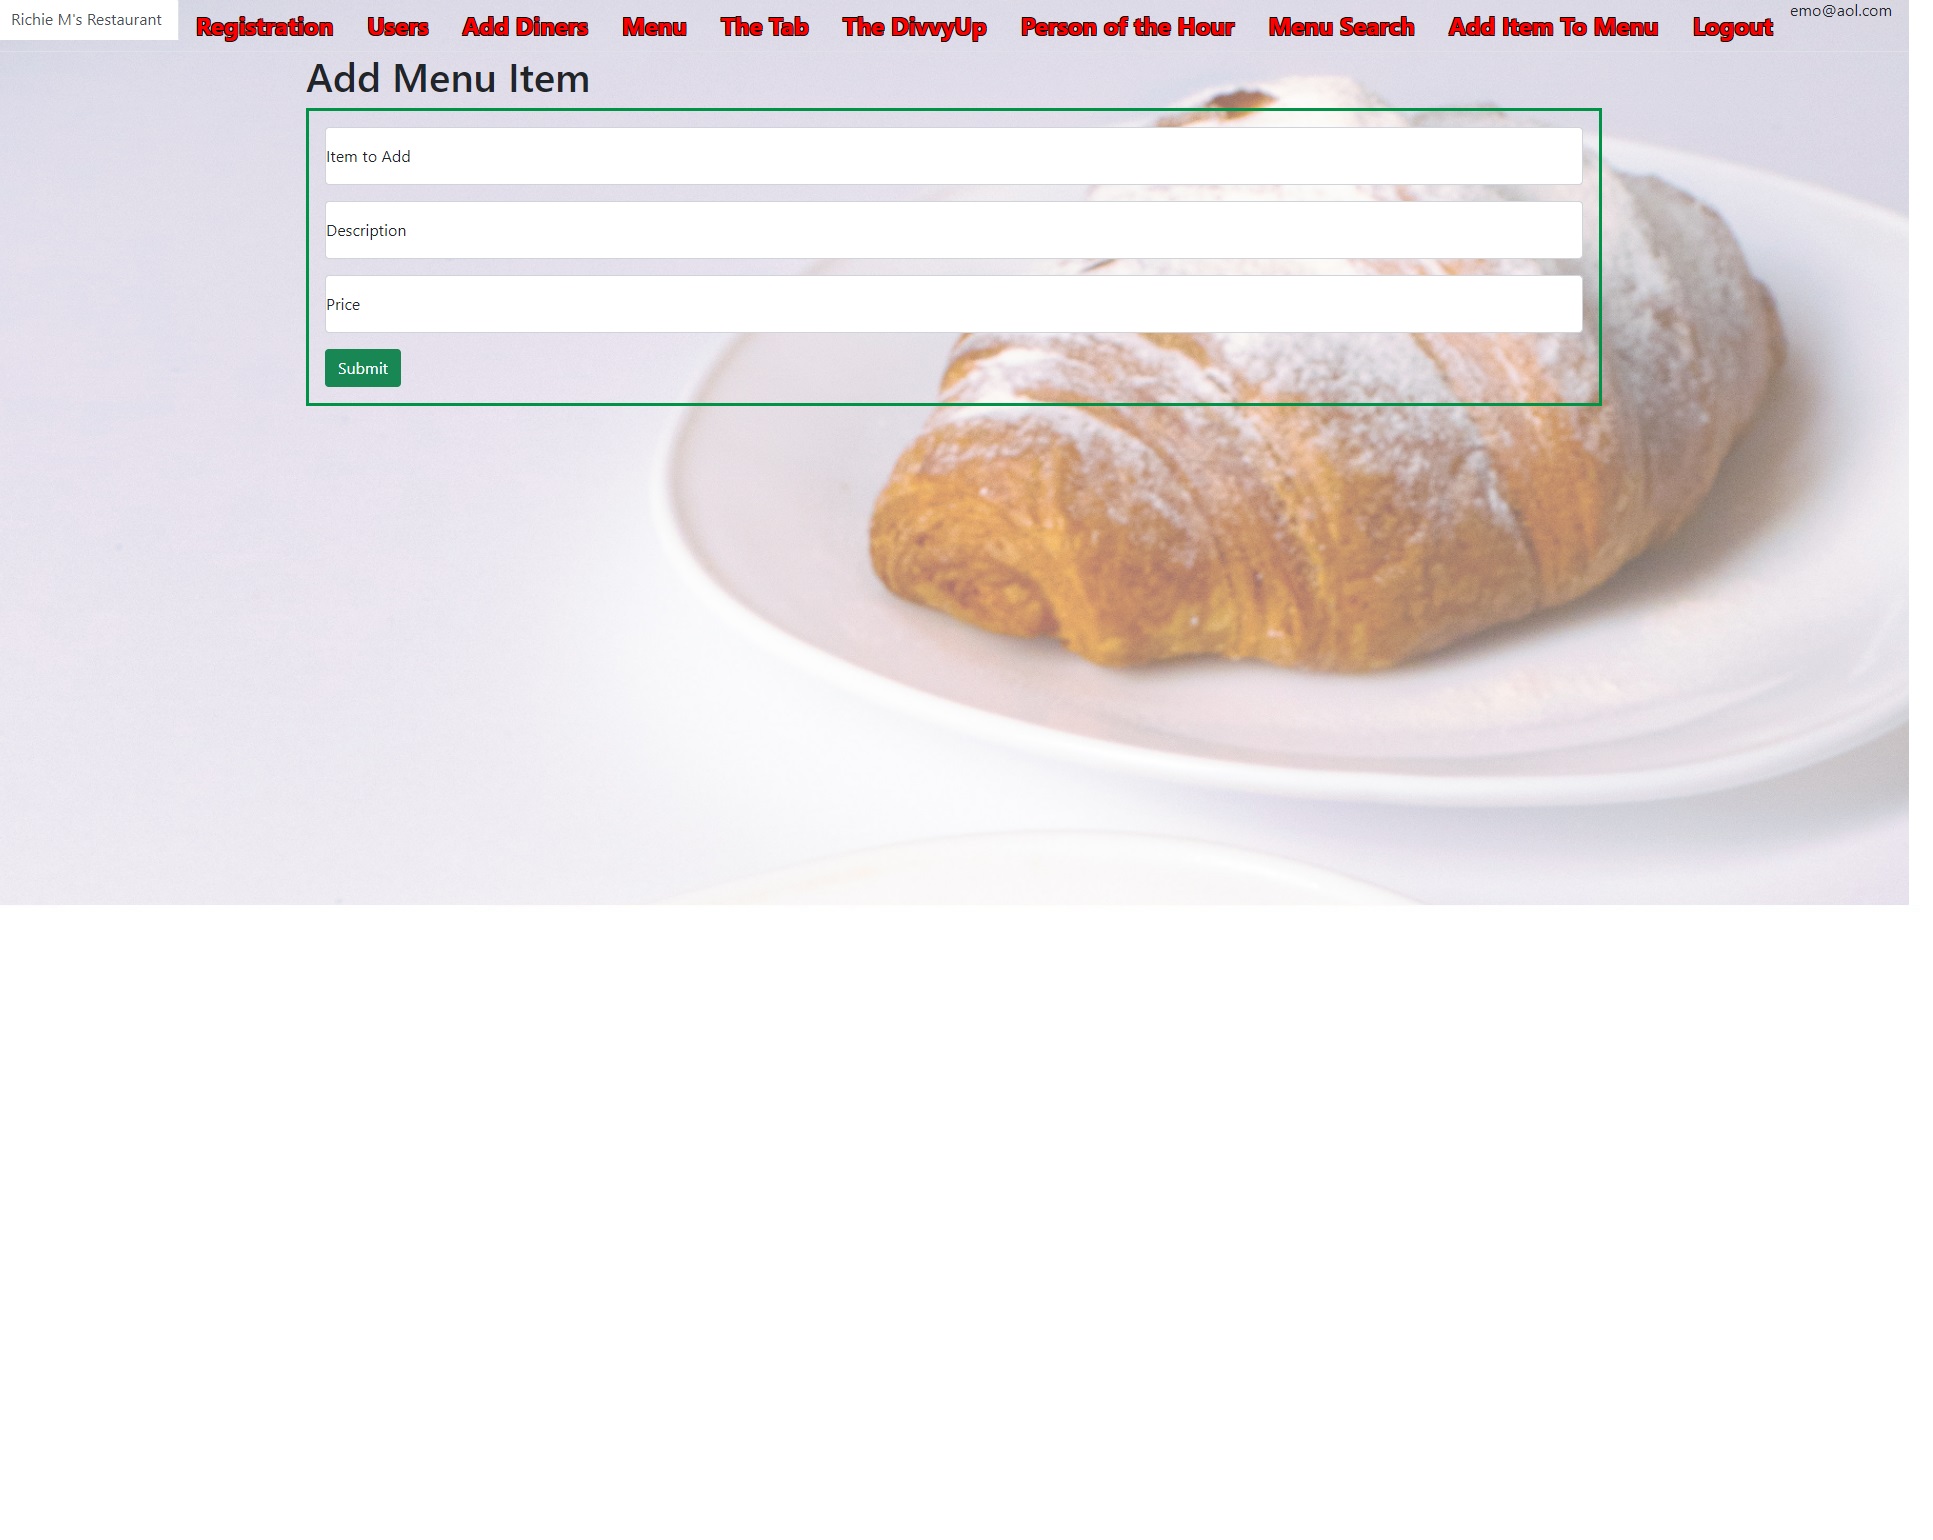 Richie M's Restaurant Registration Users Add Diners Menu The Tab The DivvyUp Person of the Hour Menu Search Add Item To Menu Logout emo@aol.com
Add Menu Item
Item to Add
Description
Price
Submit